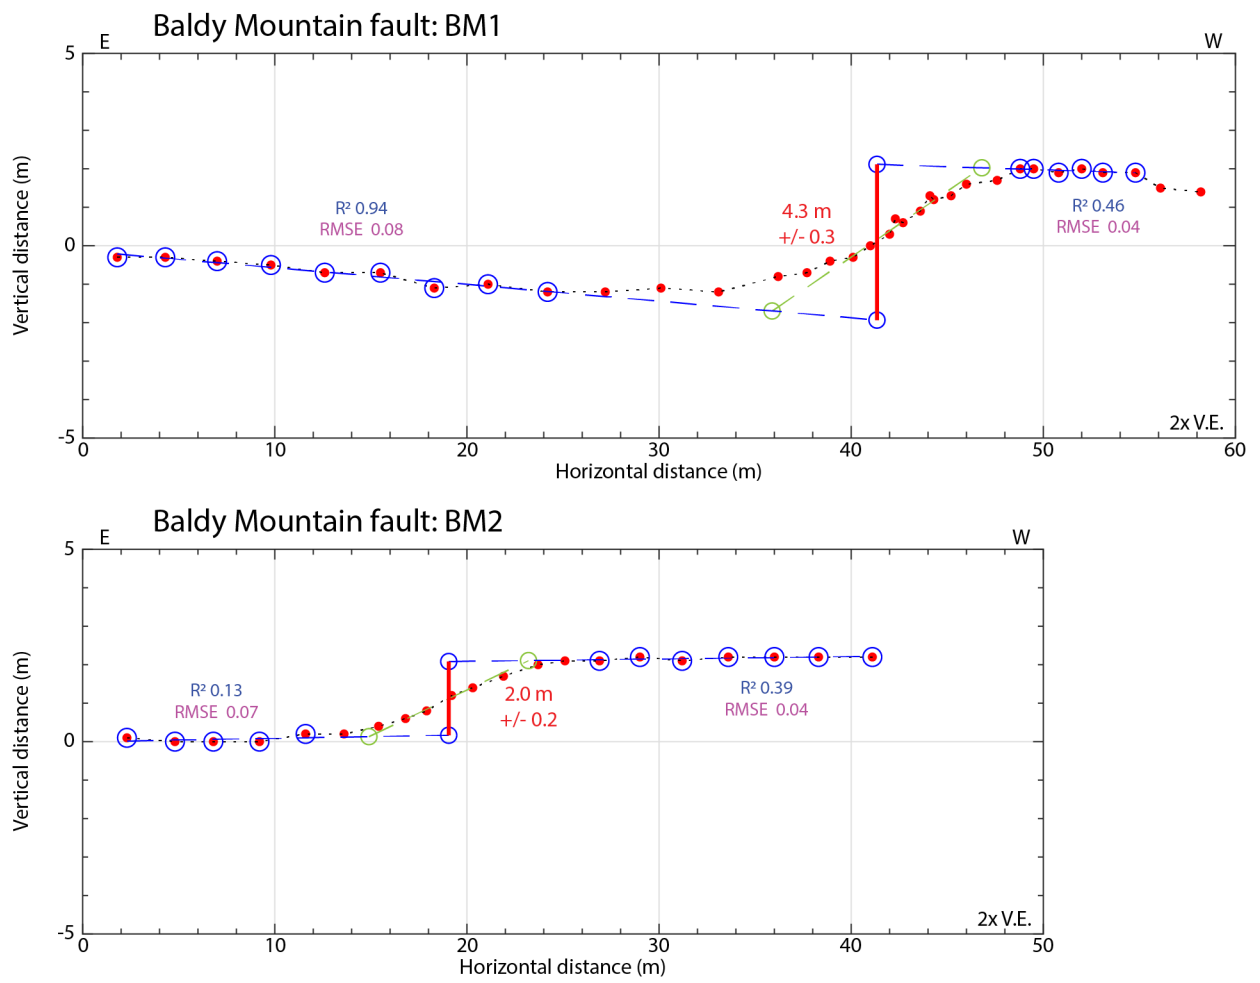 Baldy Mountain fault: BM1
E
W
5
0
-5
Vertical distance (m)
R² 0.94
RMSE 0.08
4.3 m
+/- 0.3
R² 0.46
RMSE 0.04
2x V.E.
0 10 20 30 40 50 60
Horizontal distance (m)
Baldy Mountain fault: BM2
E
W
5
0
-5
Vertical distance (m)
R² 0.13
RMSE 0.07
2.0 m
+/- 0.2
R² 0.39
RMSE 0.04
2x V.E.
0 10 20 30 40 50
Horizontal distance (m)